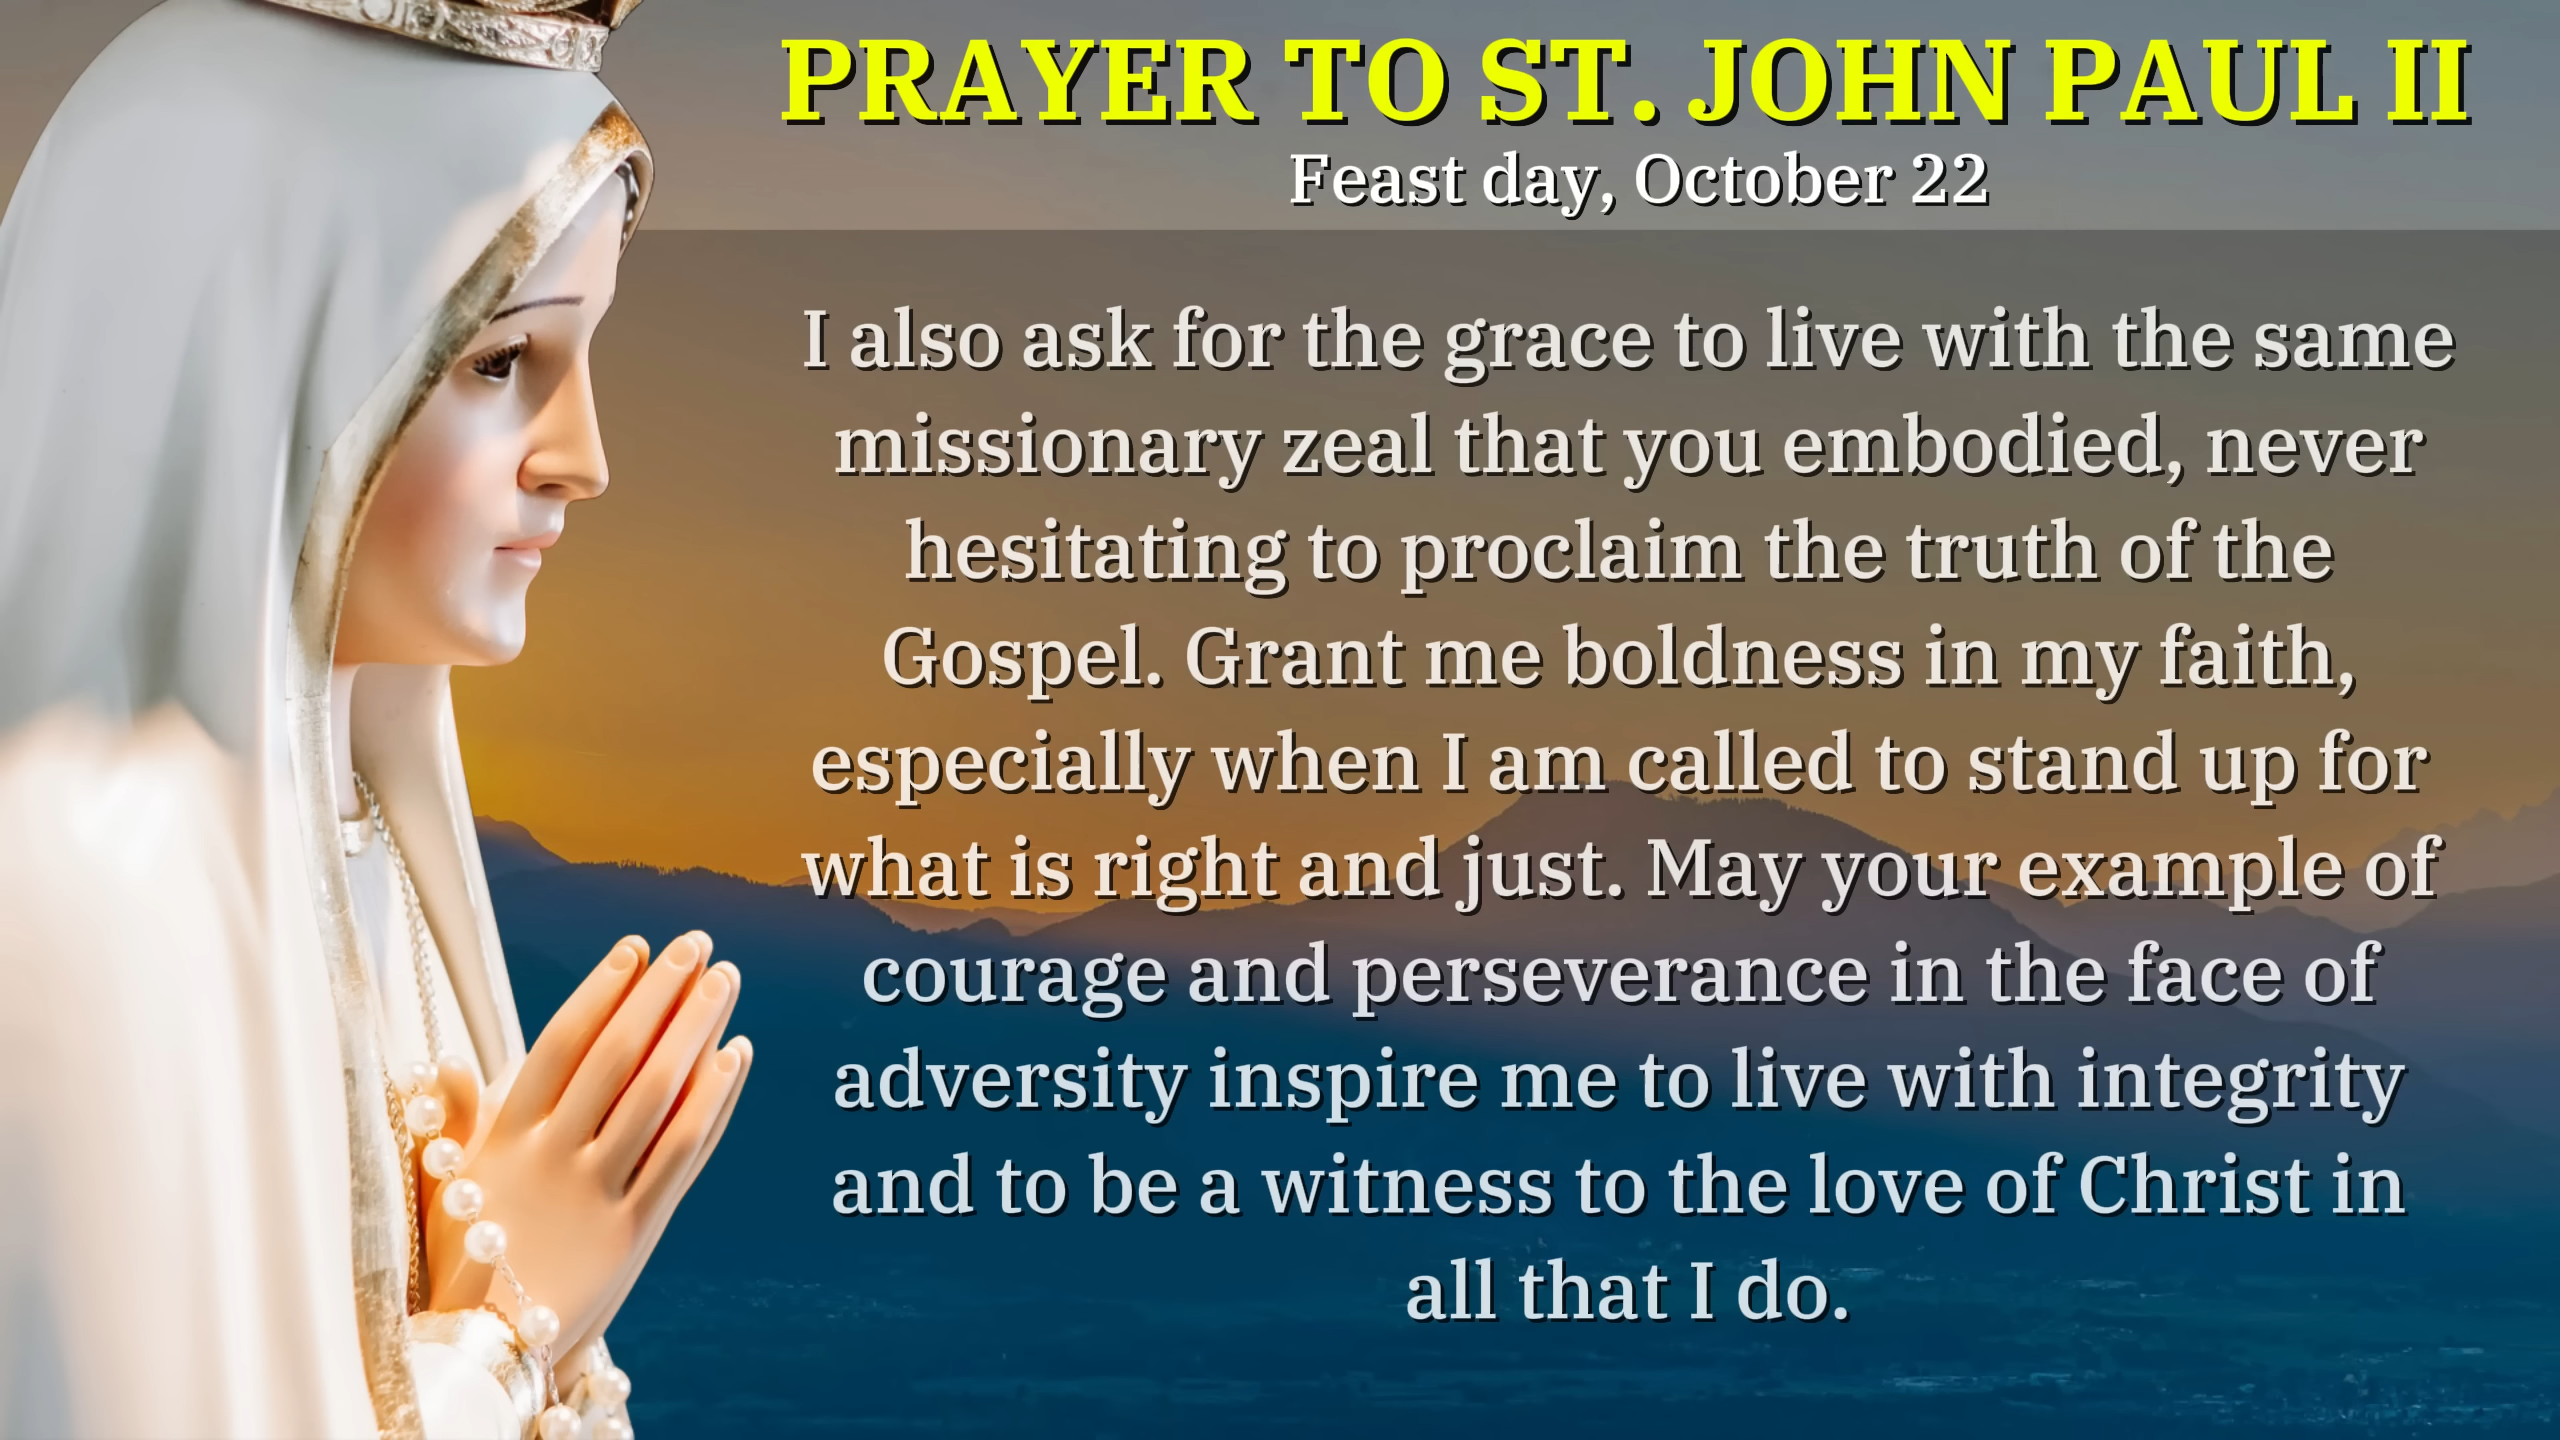 PRAYER TO ST. JOHN PAUL II
Feast day, October 22
I also ask for the grace to live with the same
missionary zeal that you embodied, never
hesitating to proclaim the truth of the
Gospel. Grant me boldness in my faith,
especially when I am called to stand up for
what is right and just. May your example of
courage and perseverance in the face of
adversity inspire me to live with integrity
and to be a witness to the love of Christ in
all that I do.